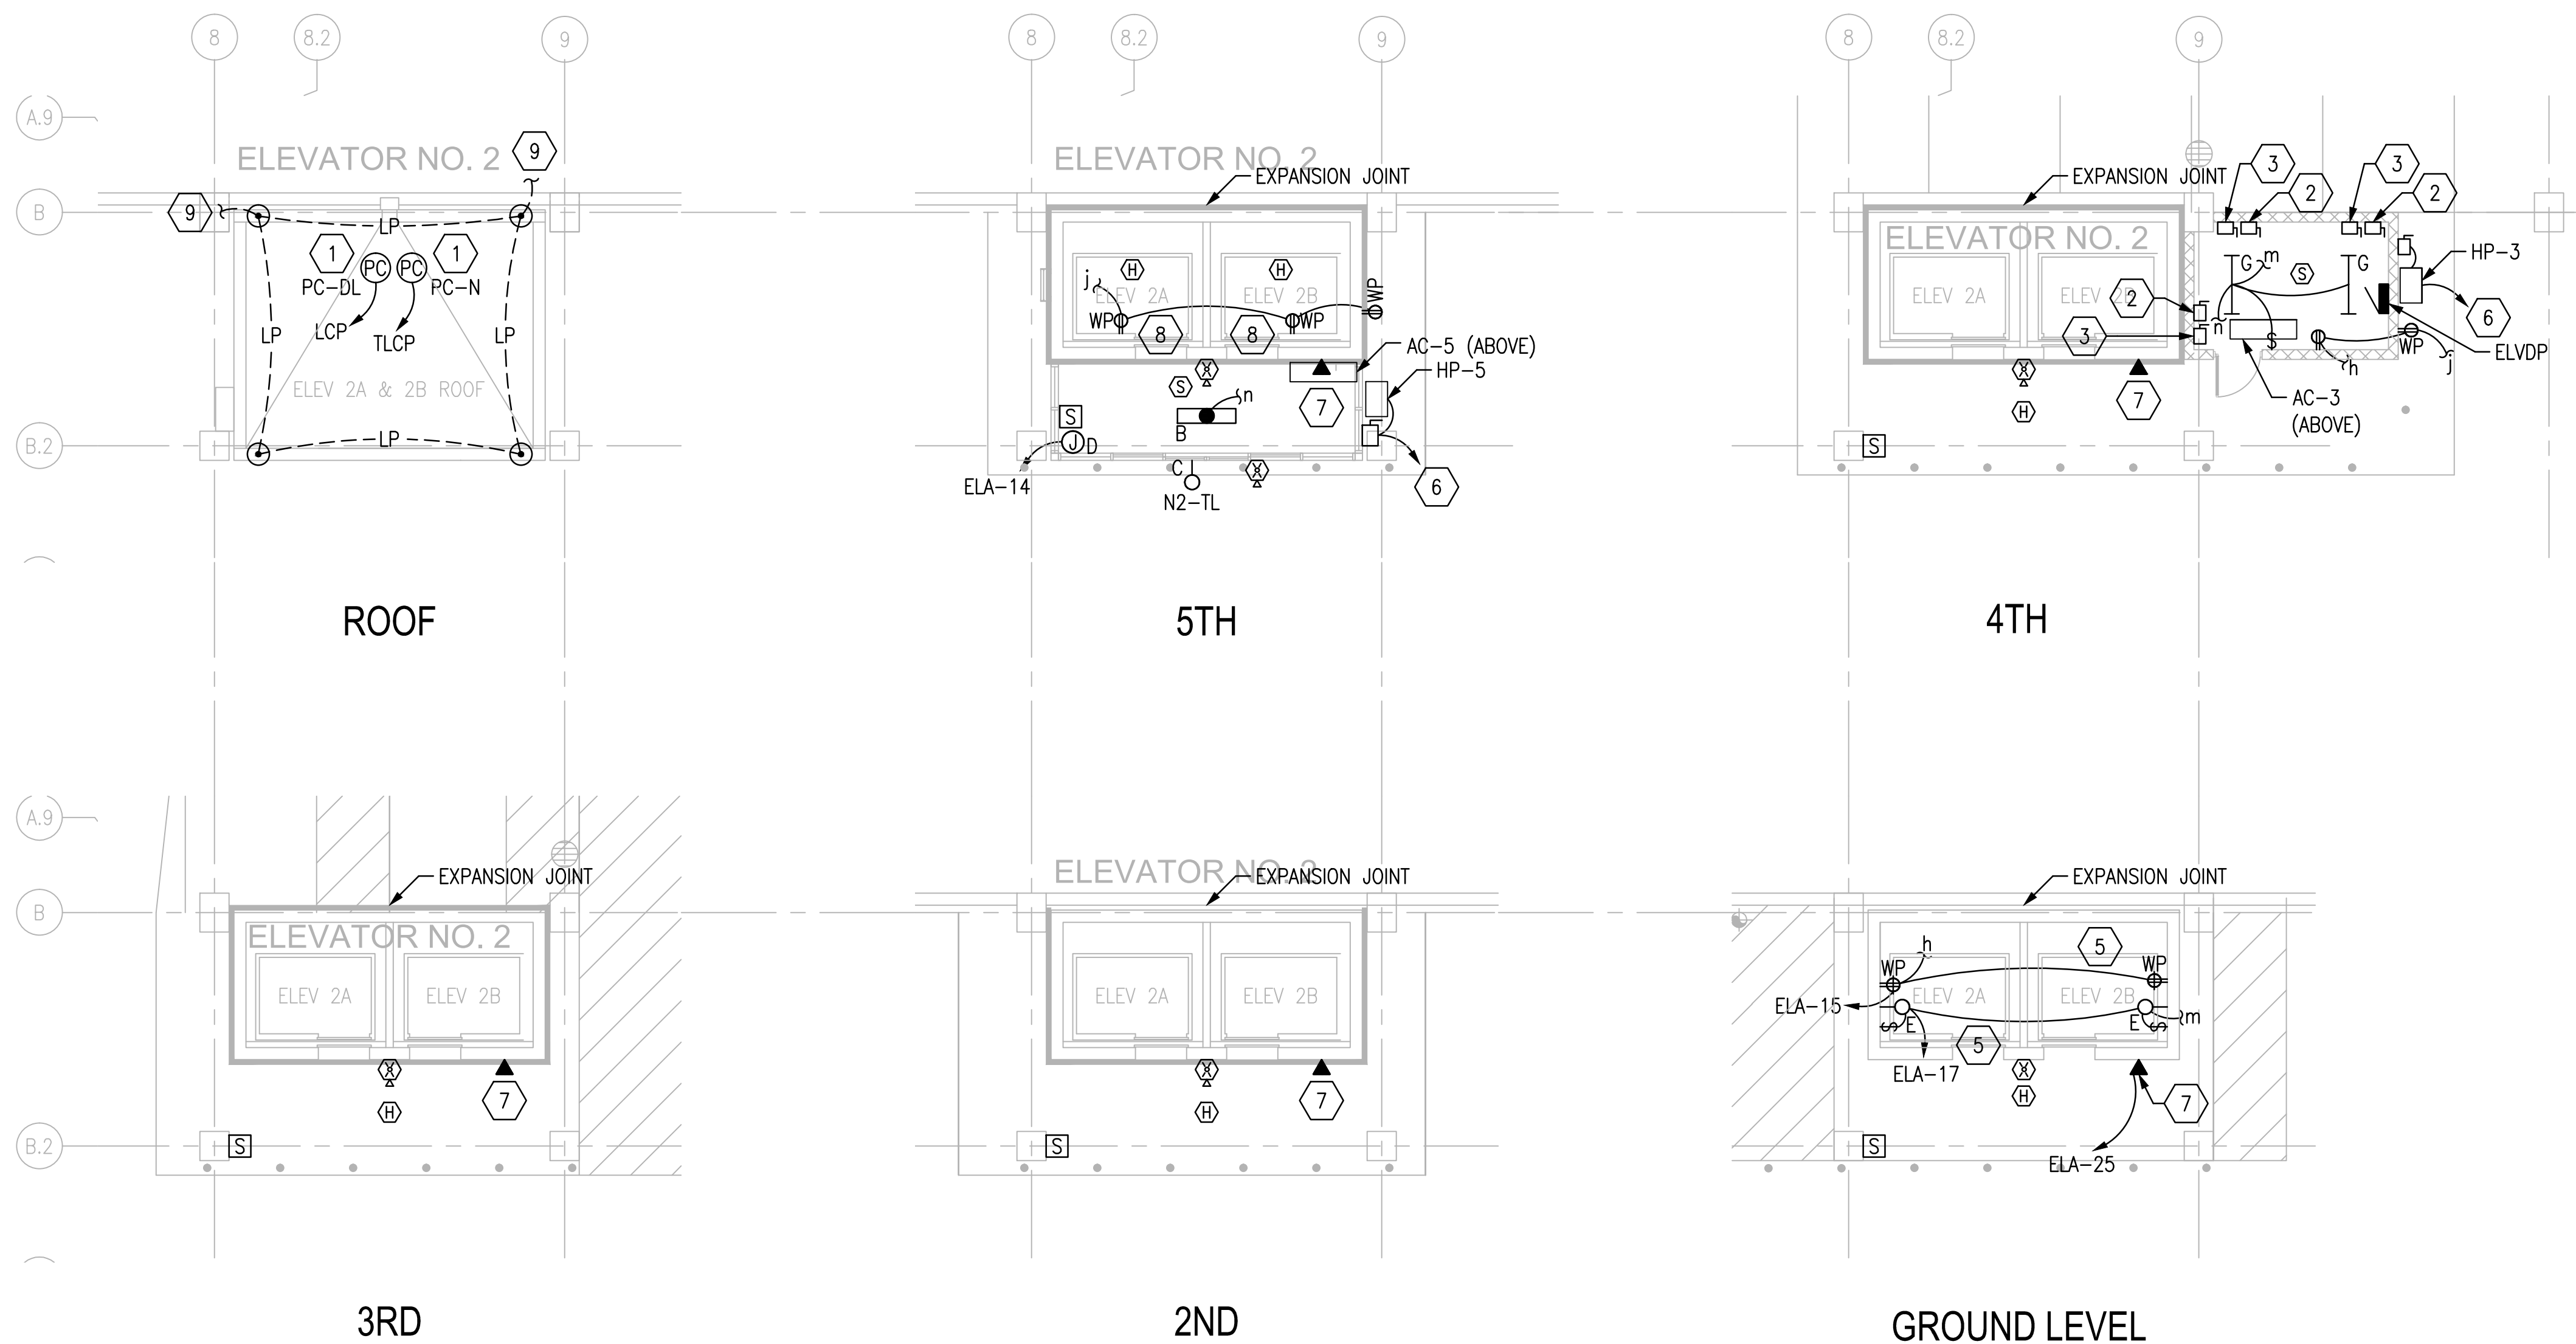 8
8.2
9
8
8.2
9
8
8.2
9
A.9
B
B.2
ELEVATOR NO. 2
9
9
LP
1
1
PC
PC
PC-DL
PC-N
LCP
TLCP
LP
LP
ELEV 2A & 2B ROOF
LP
ROOF
ELEVATOR NO. 2
EXPANSION JOINT
H
H
j
ELEV 2A
ELEV 2B
WP
WP
WP
8
8
AC-5 (ABOVE)
HP-5
S
n
7
S
B
J
D
ELA-14
C
N2-TL
6
5TH
EXPANSION JOINT
3
2
3
2
ELEVATOR NO. 2
G
m
S
G
HP-3
ELEV 2A
ELEV 2B
2
3
n
$
6
WP
h
j
ELVDP
AC-3
(ABOVE)
7
H
S
4TH
A.9
B
B.2
EXPANSION JOINT
ELEVATOR NO. 2
ELEV 2A
ELEV 2B
7
H
S
3RD
ELEVATOR NO. 2
EXPANSION JOINT
ELEV 2A
ELEV 2B
7
H
S
2ND
EXPANSION JOINT
5
h
WP
WP
ELEV 2A
ELEV 2B
ELA-15
E
E
m
5
ELA-17
H
7
S
ELA-25
GROUND LEVEL